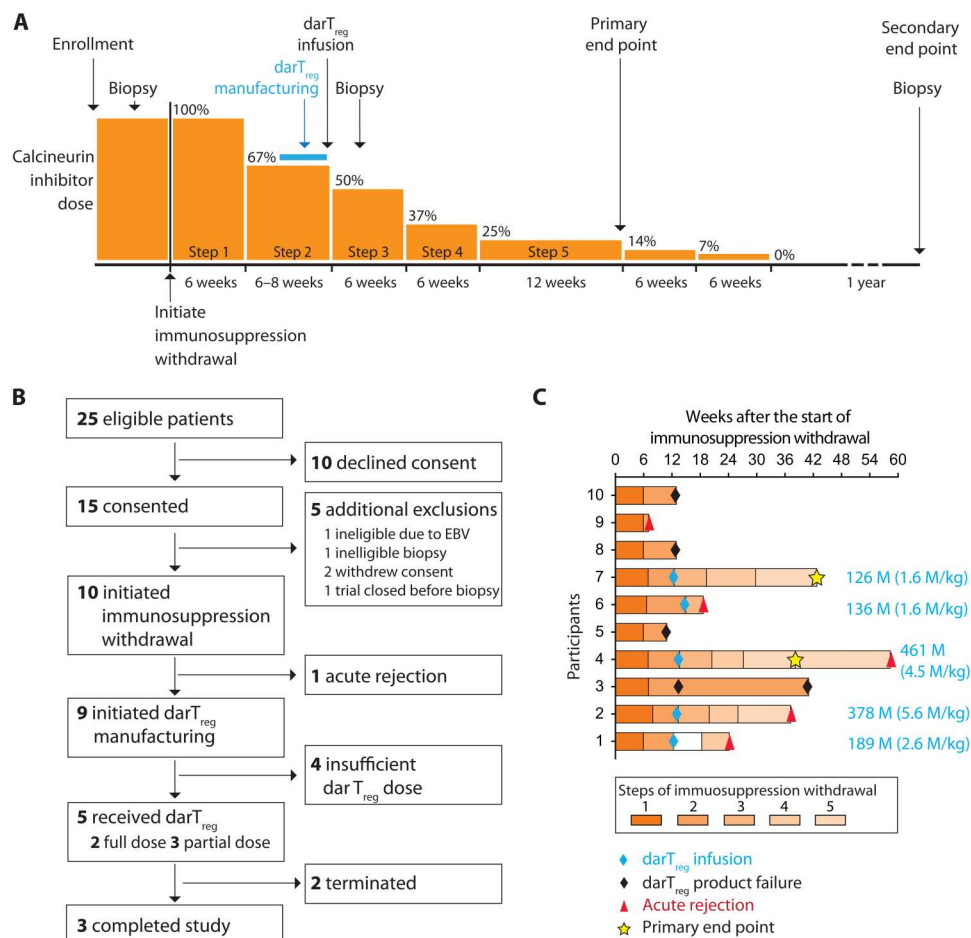 A
Enrollment
Biopsy
darTreg
infusion
darTreg
manufacturing
Biopsy
Primary
end point
Secondary
end point
Biopsy
Calcineurin
inhibitor
dose
100%
67%
50%
37%
25%
14%
7%
0%
Step 1
Step 2
Step 3
Step 4
Step 5
6 weeks
6–8 weeks
6 weeks
6 weeks
12 weeks
6 weeks
6 weeks
1 year
Initiate
immunosuppression
withdrawal
B
25 eligible patients
10 declined consent
15 consented
5 additional exclusions
1 ineligible due to EBV
1 inelligible biopsy
2 withdrew consent
1 trial closed before biopsy
10 initiated
immunosuppression
withdrawal
1 acute rejection
9 initiated darTreg
manufacturing
4 insufficient
dar Treg dose
5 received darTreg
2 full dose 3 partial dose
2 terminated
3 completed study
C
Weeks after the start of
immunosuppression withdrawal
0 6 12 18 24 30 36 42 48 54 60
Participants
10
9
8
7 126 M (1.6 M/kg)
6 136 M (1.6 M/kg)
5
4 461 M
(4.5 M/kg)
3
2 378 M (5.6 M/kg)
1 189 M (2.6 M/kg)
Steps of immuosuppression withdrawal
1 2 3 4 5
darTreg infusion
darTreg product failure
Acute rejection
Primary end point